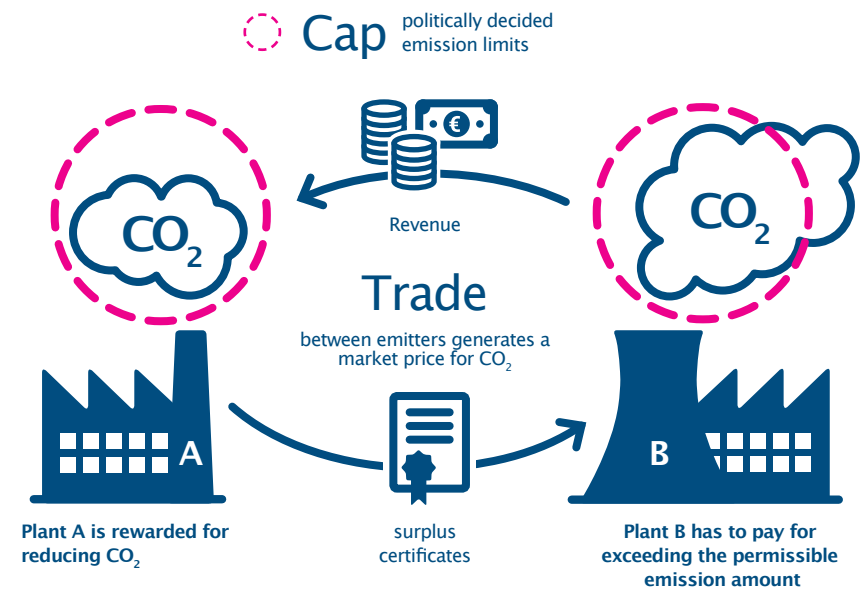 Cap
politically decided
emission limits
€
CO₂
CO₂
Revenue
Trade
between emitters generates a
market price for CO₂
A
B
surplus
certificates
Plant A is rewarded for
reducing CO₂
Plant B has to pay for
exceeding the permissible
emission amount